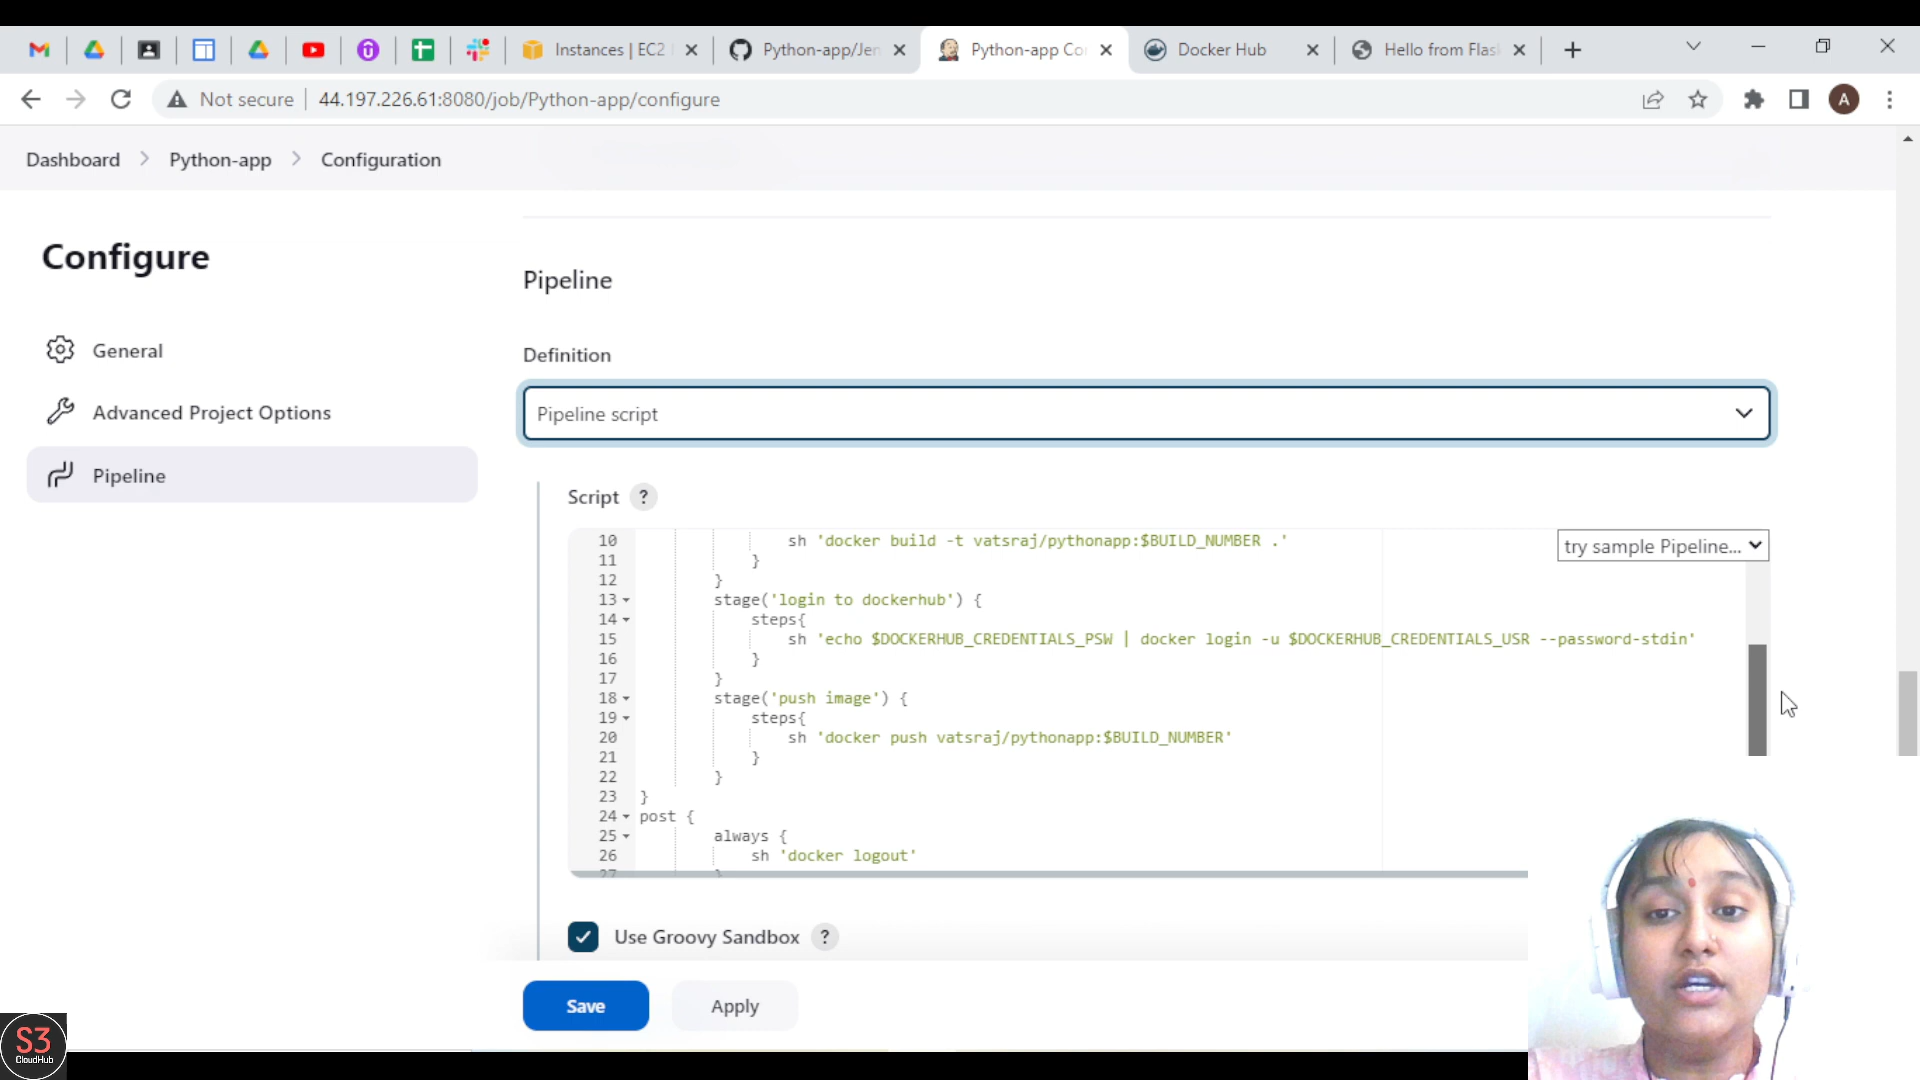 Instances | EC2
Python-app/Jen
Python-app Co
Docker Hub
Hello from Flas
Not secure
44.197.226.61:8080/job/Python-app/configure
A
Dashboard
Python-app
Configuration
Configure
General
Advanced Project Options
Pipeline
Pipeline
Definition
Pipeline script
Script ?
try sample Pipeline...
10 sh 'docker build -t vatsraj/pythonapp:$BUILD_NUMBER .'
11 }
12 }
13 stage('login to dockerhub') {
14 steps{
15 sh 'echo $DOCKERHUB_CREDENTIALS_PSW | docker login -u $DOCKERHUB_CREDENTIALS_USR --password-stdin'
16 }
17 }
18 stage('push image') {
19 steps{
20 sh 'docker push vatsraj/pythonapp:$BUILD_NUMBER'
21 }
22 }
23 }
24 post {
25 always {
26 sh 'docker logout'
27
Use Groovy Sandbox ?
Save
Apply
S3
CloudHub